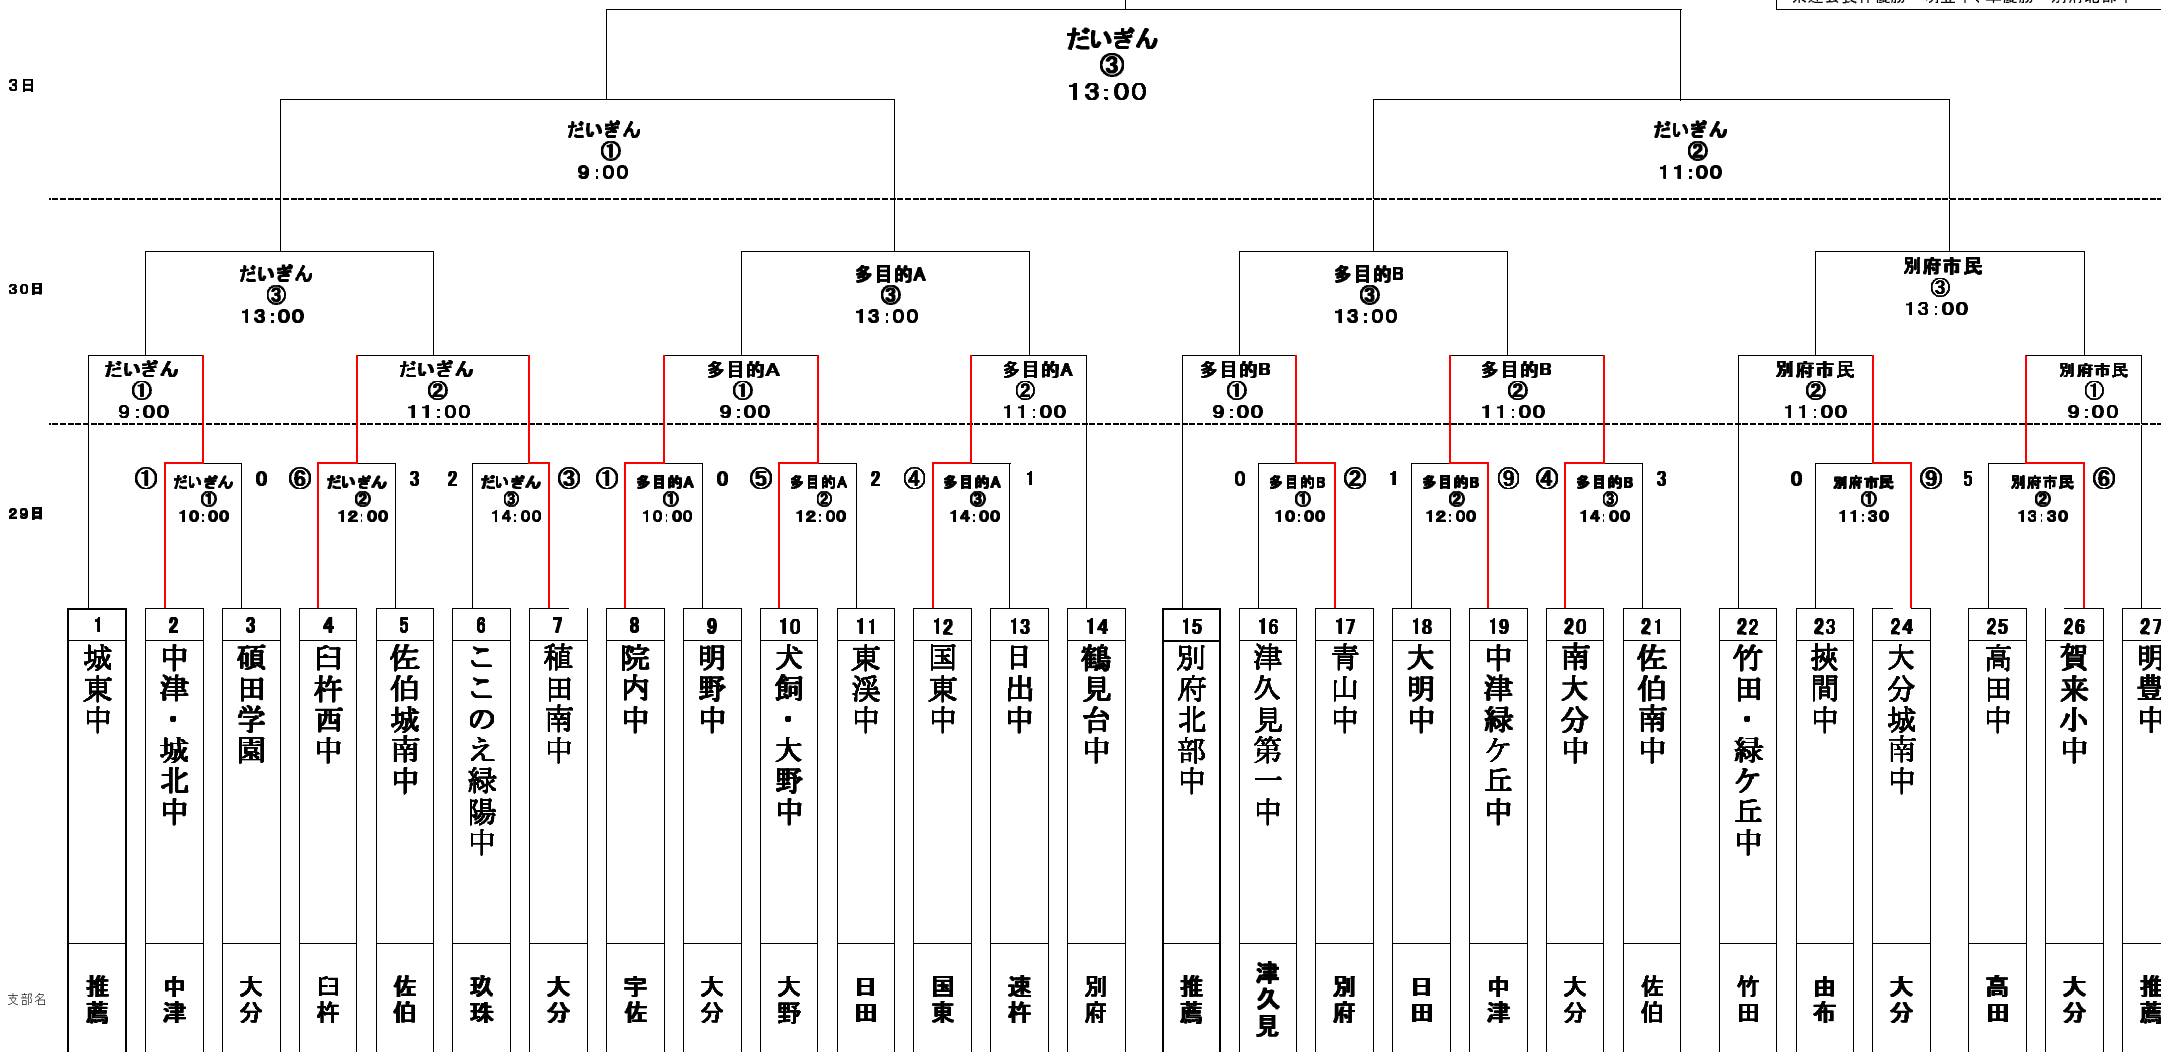 だいぎん
③
13:00
3日
だいぎん
①
9:00
だいぎん
②
11:00
30日
だいぎん
③
13:00
多目的A
③
13:00
多目的B
③
13:00
別府市民
③
13:00
だいぎん
①
9:00
だいぎん
②
11:00
多目的A
①
9:00
多目的A
②
11:00
多目的B
①
9:00
多目的B
②
11:00
別府市民
②
11:00
別府市民
①
9:00
29日
① だいぎん 0
①
10:00
⑥ だいぎん 3
②
12:00
2 だいぎん ③
③
14:00
① 多目的A 0
①
10:00
⑤ 多目的A 2
②
12:00
④ 多目的A 1
③
14:00
0 多目的B ②
①
10:00
1 多目的B ⑨
②
12:00
④ 多目的B 3
③
14:00
0 別府市民 ⑨
①
11:30
5 別府市民 ⑥
②
13:30
1 2 3 4 5 6 7 8 9 10 11 12 13 14 15 16 17 18 19 20 21 22 23 24 25 26 27
城東中
中津・城北中
碩田学園
臼杵西中
佐伯城南中
ここのえ緑陽中
稙田南中
院内中
明野中
犬飼・大野中
東渓中
国東中
日出中
鶴見台中
別府北部中
津久見第一中
青山中
大明中
中津緑ケ丘中
南大分中
佐伯南中
竹田・緑ケ丘中
挾間中
大分城南中
高田中
賀来小中
明豊中
支部名
推薦
中津
大分
臼杵
佐伯
玖珠
大分
宇佐
大分
大野
日田
国東
速杵
別府
推薦
津久見
別府
日田
中津
大分
佐伯
竹田
由布
大分
高田
大分
推薦